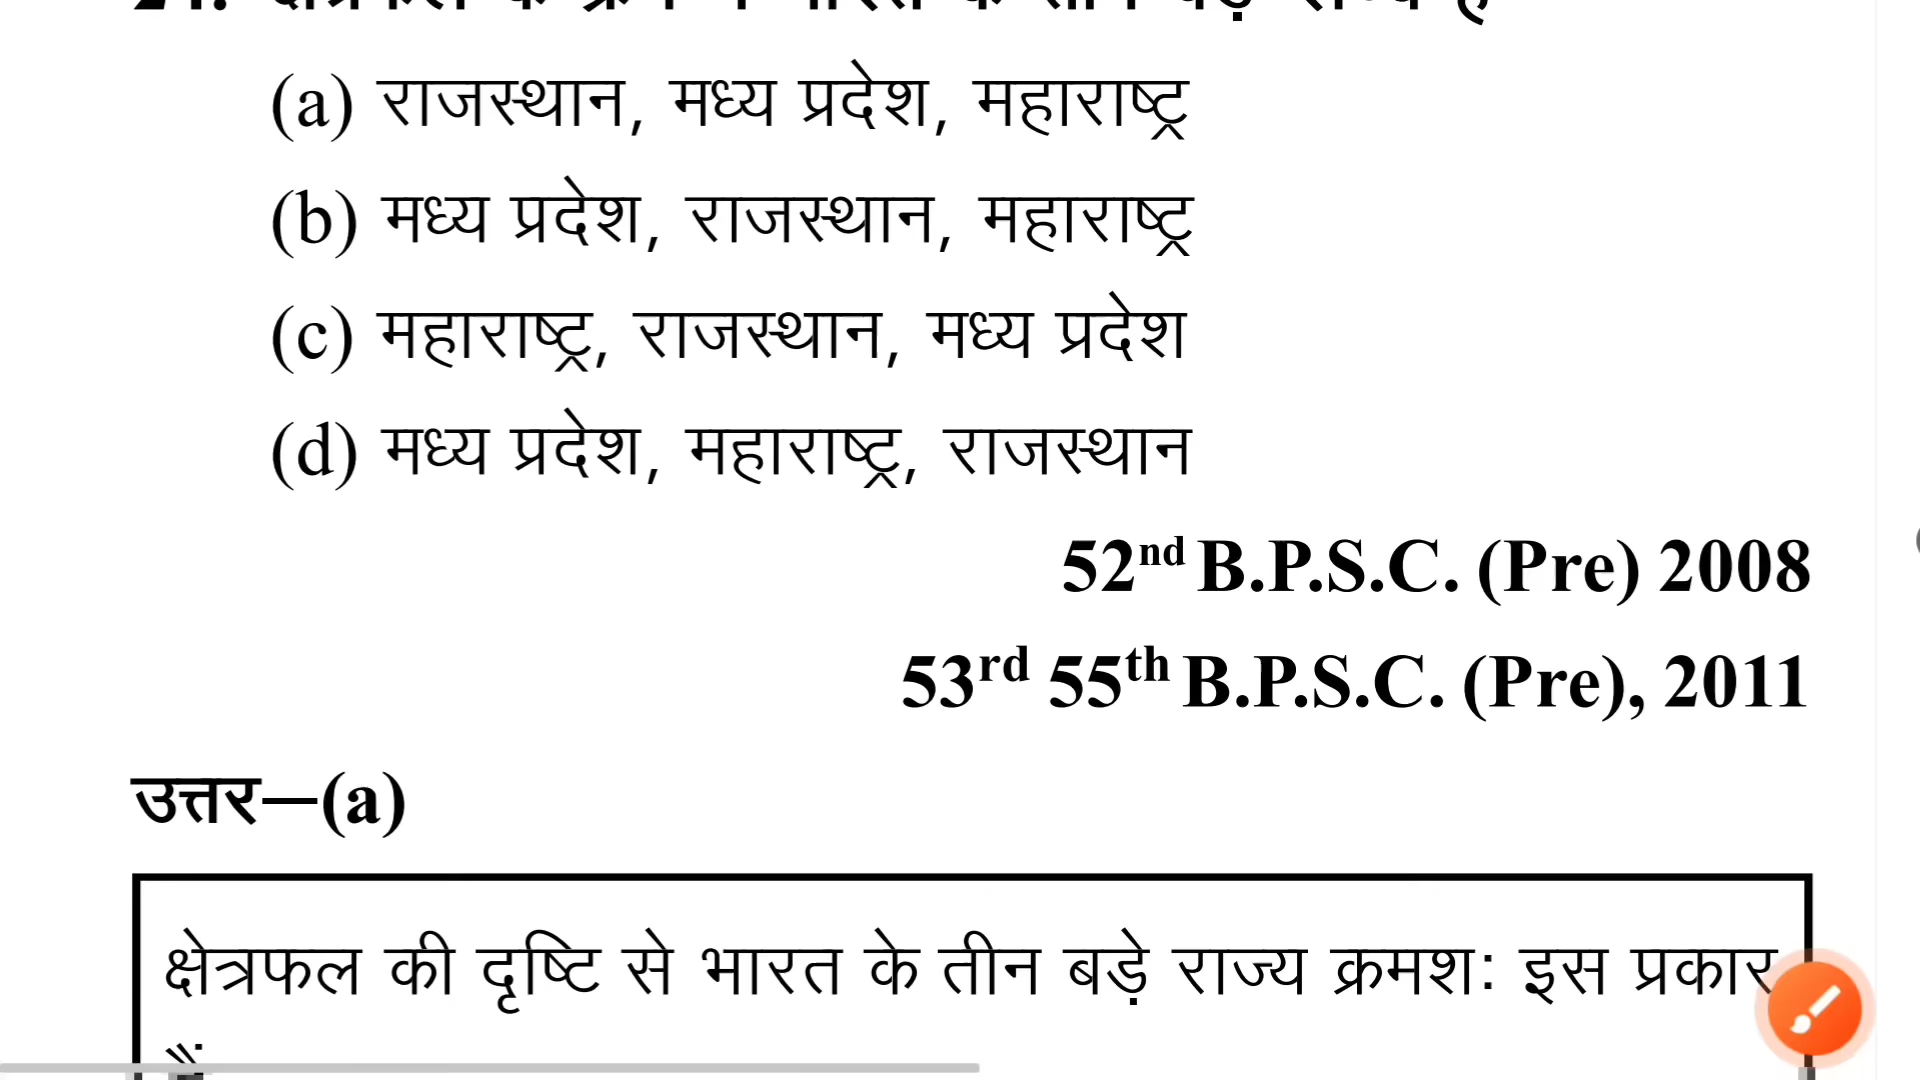 (a) राजस्थान, मध्य प्रदेश, महाराष्ट्र
(b) मध्य प्रदेश, राजस्थान, महाराष्ट्र
(c) महाराष्ट्र, राजस्थान, मध्य प्रदेश
(d) मध्य प्रदेश, महाराष्ट्र, राजस्थान
52nd B.P.S.C. (Pre) 2008
53rd 55th B.P.S.C. (Pre), 2011
उत्तर—(a)
क्षेत्रफल की दृष्टि से भारत के तीन बड़े राज्य क्रमशः इस प्रकार